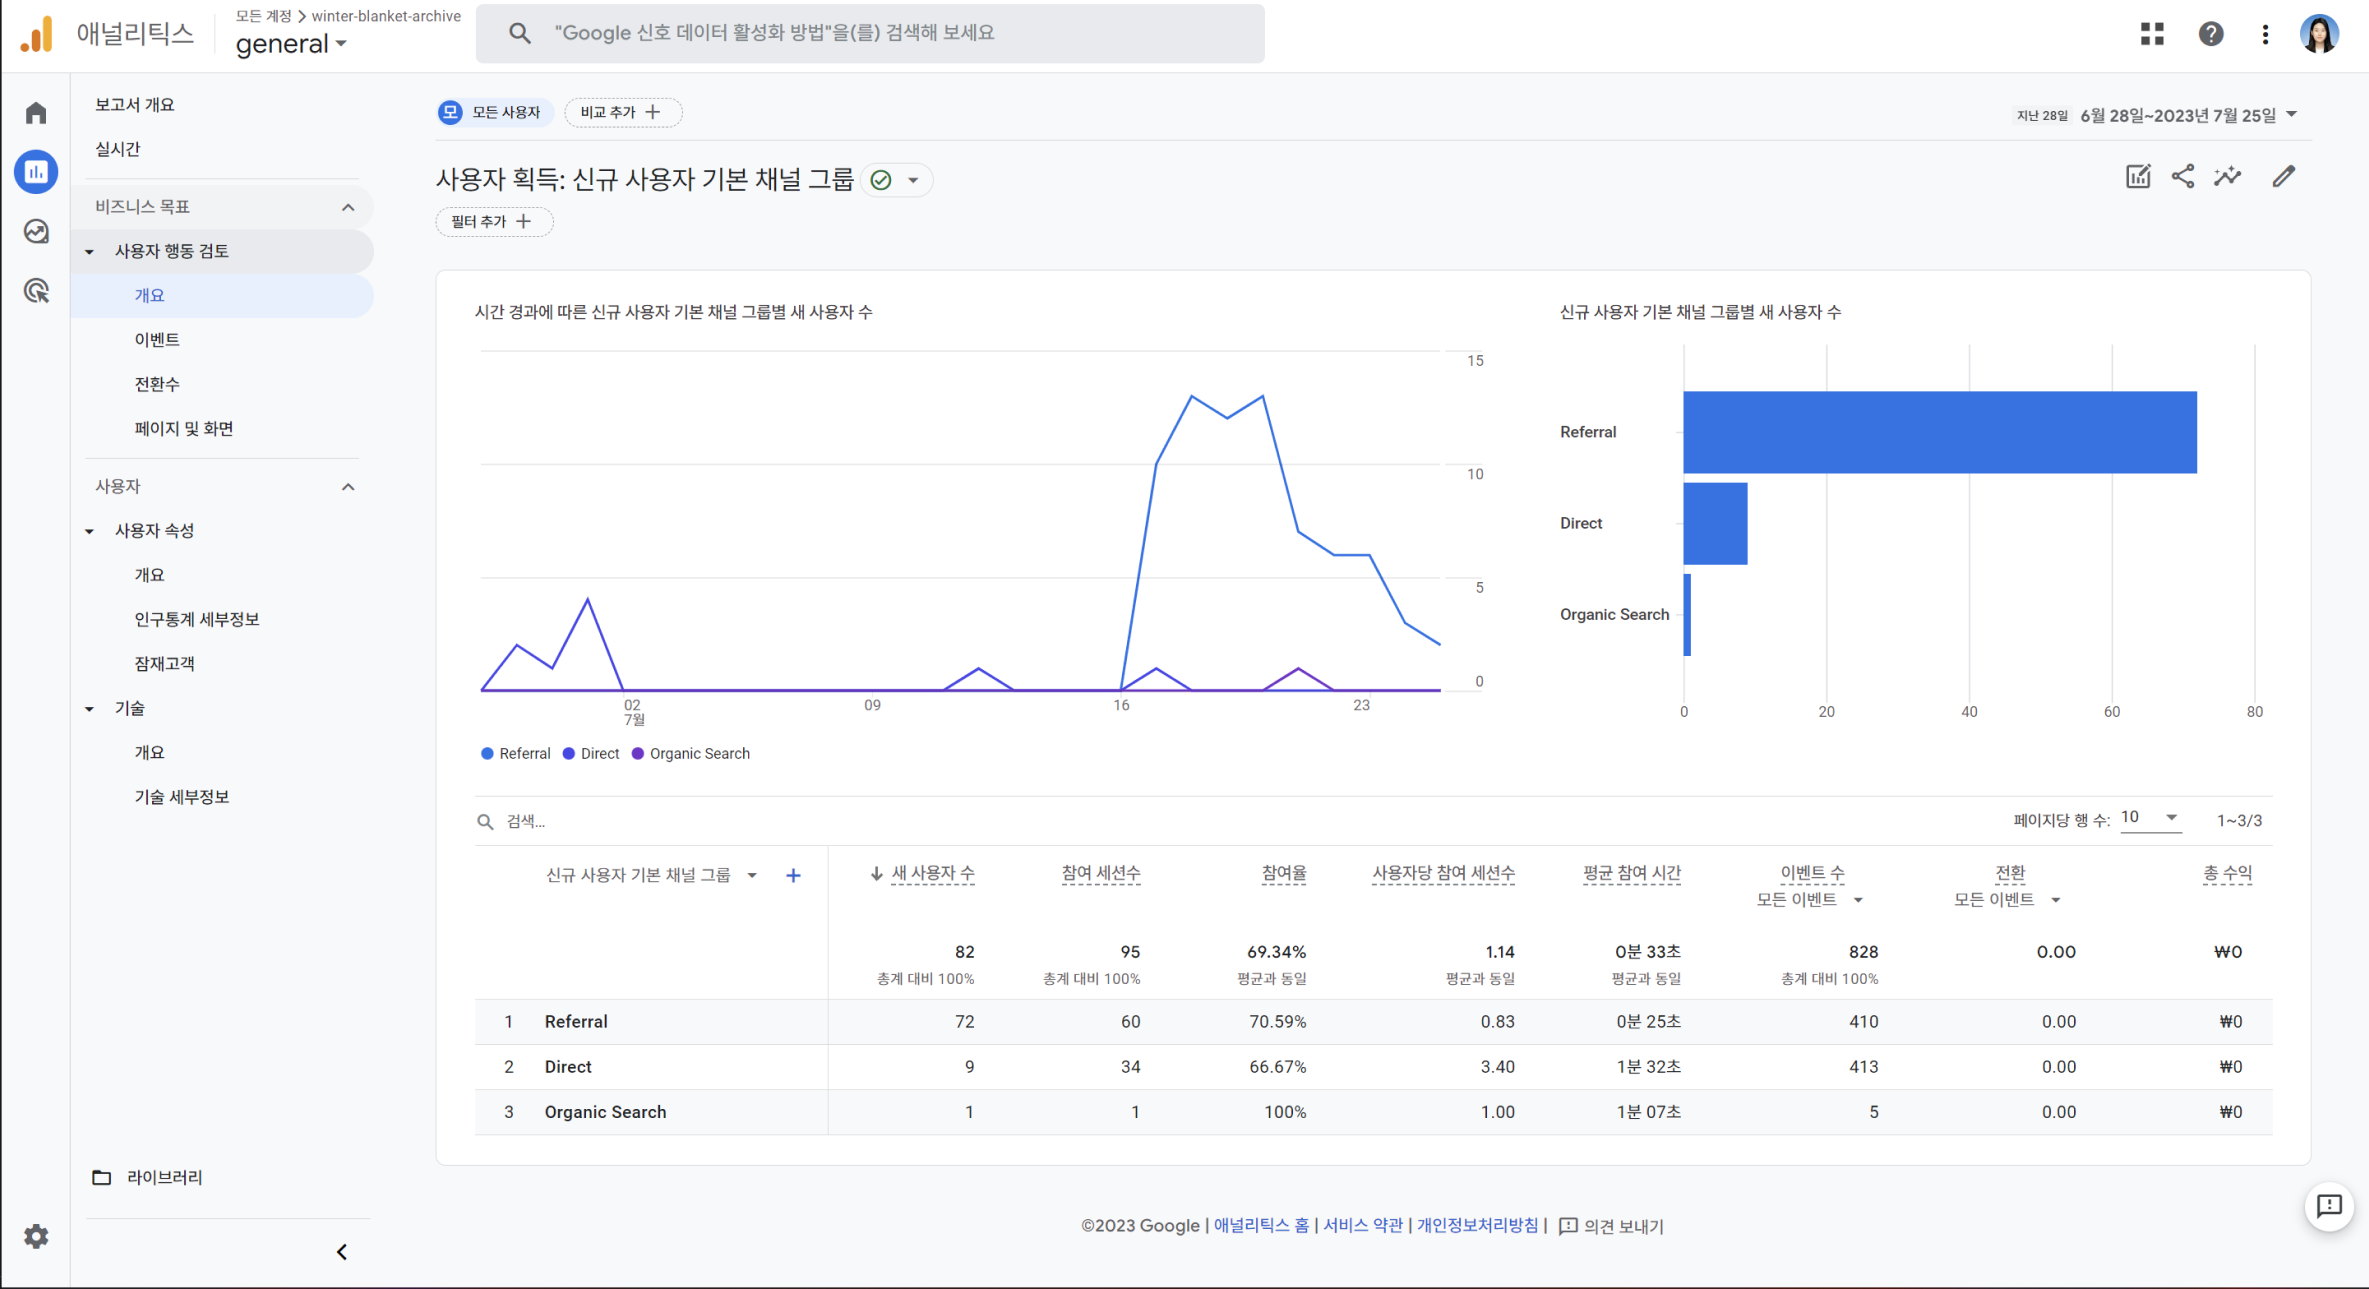 애널리틱스
모든 계정 > winter-blanket-archive
general
"Google 신호 데이터 활성화 방법"을(를) 검색해 보세요
보고서 개요
실시간
비즈니스 목표
사용자 행동 검토
개요
이벤트
전환수
페이지 및 화면
사용자
사용자 속성
개요
인구통계 세부정보
잠재고객
기술
개요
기술 세부정보
라이브러리
모 모든 사용자
비교 추가 +
지난 28일 6월 28일~2023년 7월 25일
사용자 획득: 신규 사용자 기본 채널 그룹
필터 추가 +
시간 경과에 따른 신규 사용자 기본 채널 그룹별 새 사용자 수
15
10
5
0
02 09 16 23
7월
Referral Direct Organic Search
신규 사용자 기본 채널 그룹별 새 사용자 수
Referral
Direct
Organic Search
0 20 40 60 80
검색...
페이지당 행 수: 10 1~3/3
신규 사용자 기본 채널 그룹 + ↓ 새 사용자 수 참여 세션수 참여율 사용자당 참여 세션수 평균 참여 시간 이벤트 수 전환 총 수익
모든 이벤트 모든 이벤트
82 95 69.34% 1.14 0분 33초 828 0.00 ₩0
총계 대비 100% 총계 대비 100% 평균과 동일 평균과 동일 평균과 동일 총계 대비 100%
1 Referral 72 60 70.59% 0.83 0분 25초 410 0.00 ₩0
2 Direct 9 34 66.67% 3.40 1분 32초 413 0.00 ₩0
3 Organic Search 1 1 100% 1.00 1분 07초 5 0.00 ₩0
©2023 Google | 애널리틱스 홈 | 서비스 약관 | 개인정보처리방침 | 의견 보내기